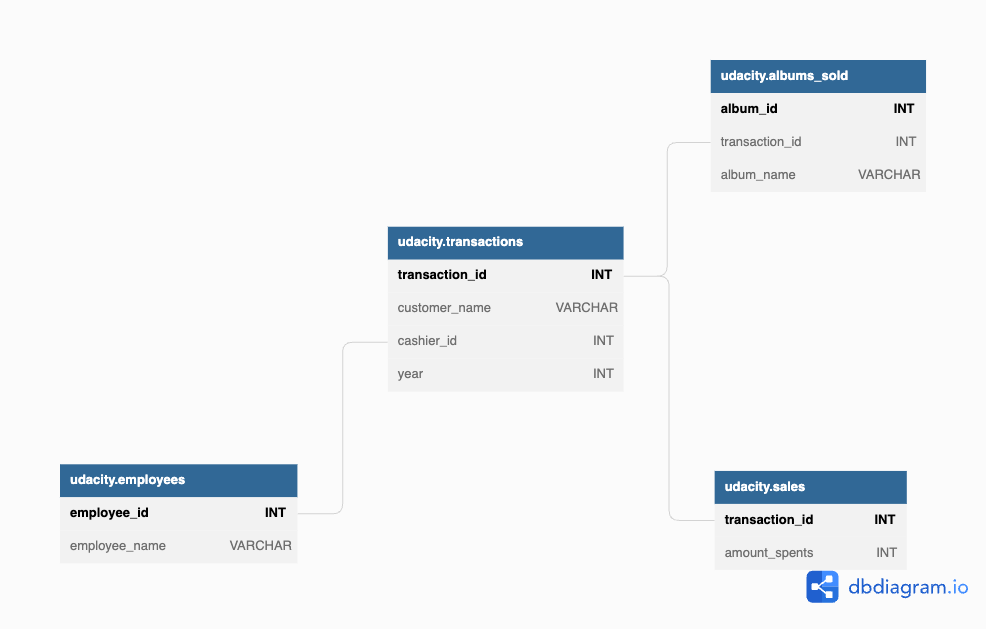 udacity.albums_sold
album_id INT
transaction_id INT
album_name VARCHAR
udacity.transactions
transaction_id INT
customer_name VARCHAR
cashier_id INT
year INT
udacity.employees
employee_id INT
employee_name VARCHAR
udacity.sales
transaction_id INT
amount_spents INT
dbdiagram.io